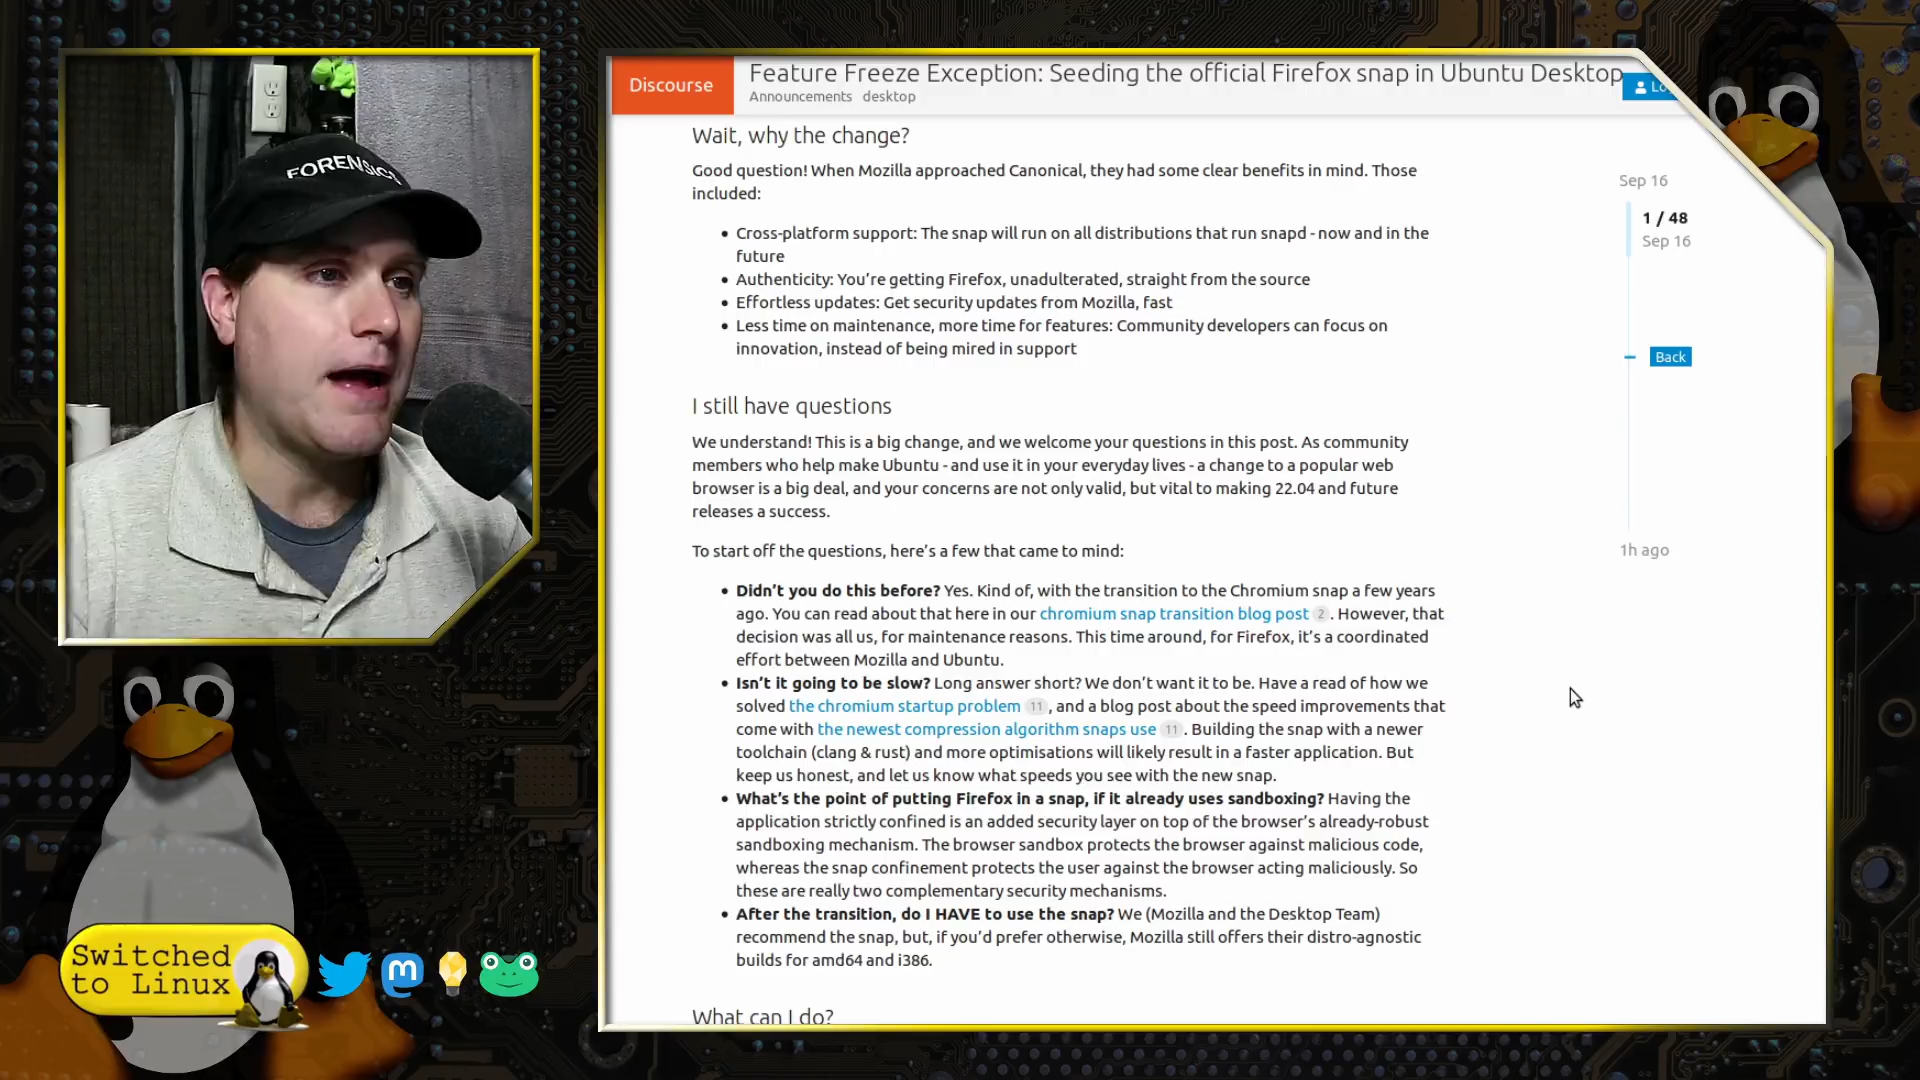 FORENSICS
Discourse
Feature Freeze Exception: Seeding the official Firefox snap in Ubuntu Desktop
Announcements desktop
Wait, why the change?
Good question! When Mozilla approached Canonical, they had some clear benefits in mind. Those
included:
• Cross-platform support: The snap will run on all distributions that run snapd - now and in the
future
• Authenticity: You’re getting Firefox, unadulterated, straight from the source
• Effortless updates: Get security updates from Mozilla, fast
• Less time on maintenance, more time for features: Community developers can focus on
innovation, instead of being mired in support
I still have questions
We understand! This is a big change, and we welcome your questions in this post. As community
members who help make Ubuntu - and use it in your everyday lives - a change to a popular web
browser is a big deal, and your concerns are not only valid, but vital to making 22.04 and future
releases a success.
To start off the questions, here’s a few that came to mind:
• Didn’t you do this before? Yes. Kind of, with the transition to the Chromium snap a few years
ago. You can read about that here in our chromium snap transition blog post 2 . However, that
decision was all us, for maintenance reasons. This time around, for Firefox, it’s a coordinated
effort between Mozilla and Ubuntu.
• Isn’t it going to be slow? Long answer short? We don’t want it to be. Have a read of how we
solved the chromium startup problem 11 , and a blog post about the speed improvements that
come with the newest compression algorithm snaps use 11 . Building the snap with a newer
toolchain (clang & rust) and more optimisations will likely result in a faster application. But
keep us honest, and let us know what speeds you see with the new snap.
• What’s the point of putting Firefox in a snap, if it already uses sandboxing? Having the
application strictly confined is an added security layer on top of the browser’s already-robust
sandboxing mechanism. The browser sandbox protects the browser against malicious code,
whereas the snap confinement protects the user against the browser acting maliciously. So
these are really two complementary security mechanisms.
• After the transition, do I HAVE to use the snap? We (Mozilla and the Desktop Team)
recommend the snap, but, if you’d prefer otherwise, Mozilla still offers their distro-agnostic
builds for amd64 and i386.
What can I do?
Sep 16
1 / 48
Sep 16
Back
1h ago
Switched
to Linux